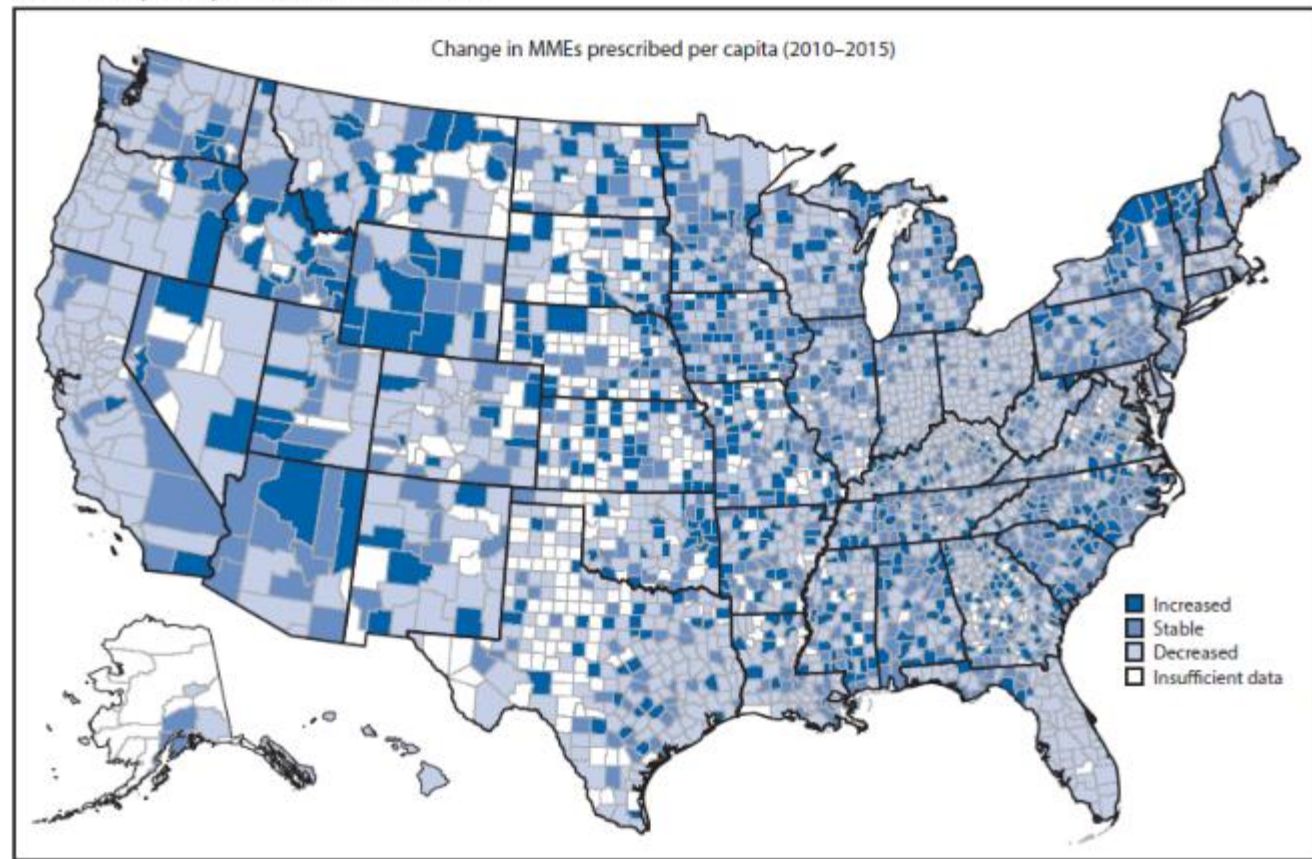 Change in MMEs prescribed per capita (2010–2015)
Increased
Stable
Decreased
Insufficient data